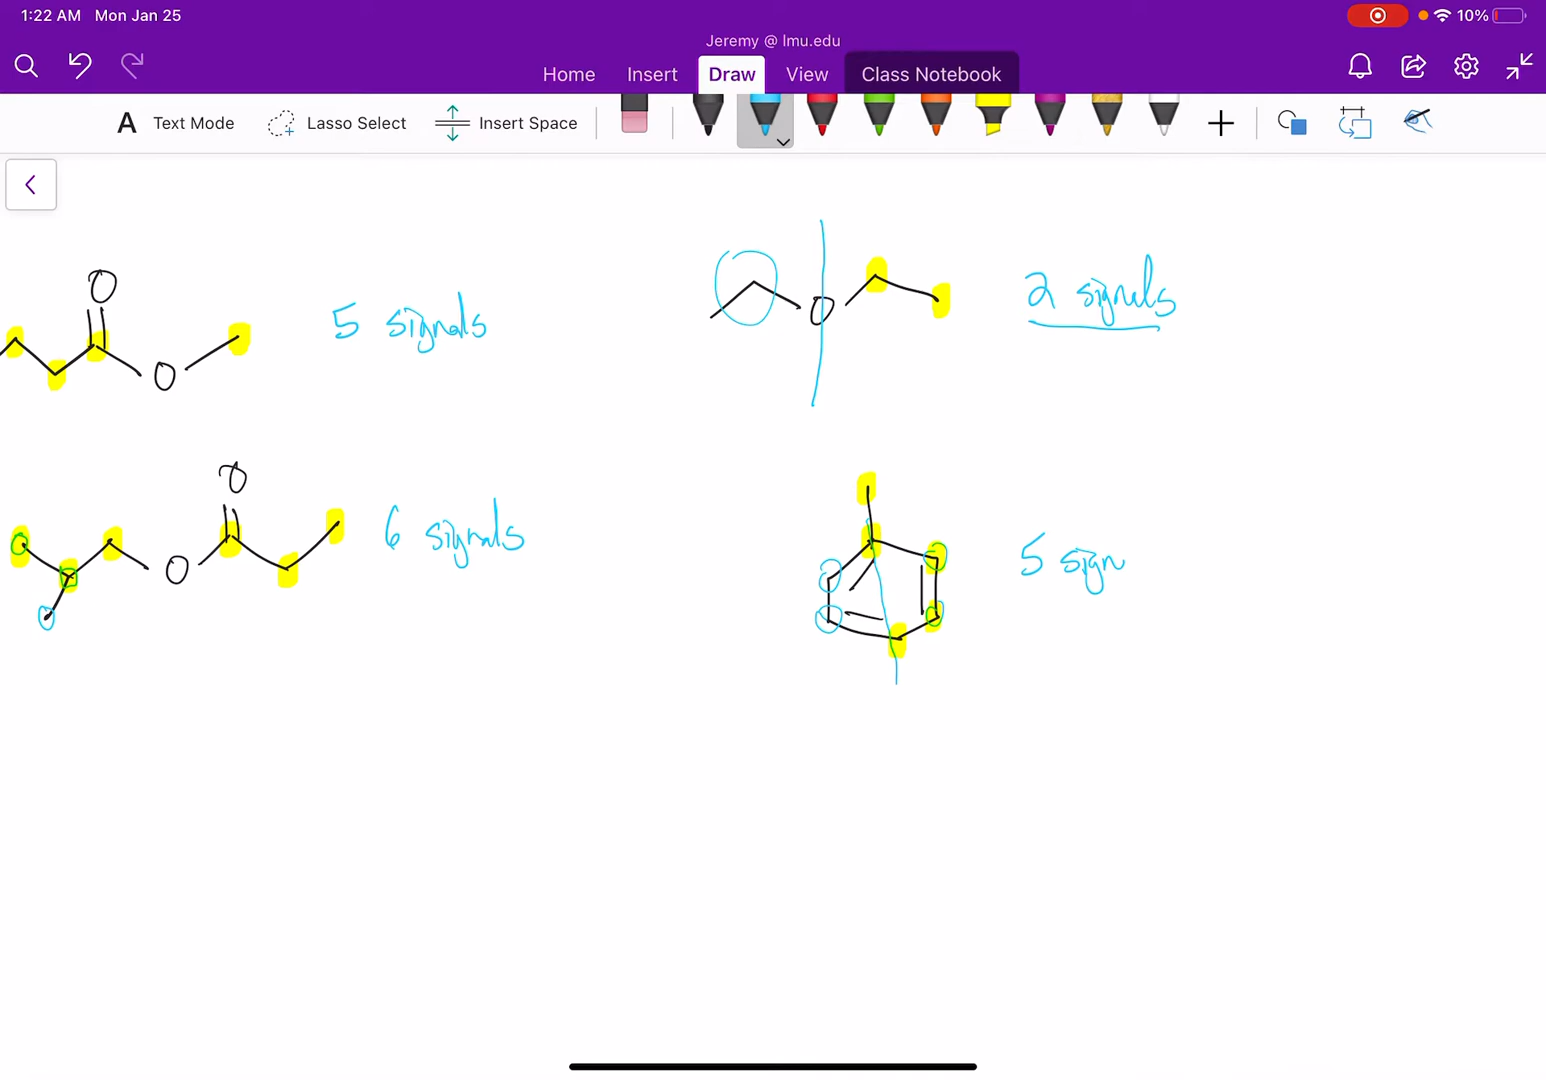 1:22 AM Mon Jan 25
10%
Jeremy @ lmu.edu
Home Insert Draw View Class Notebook
A Text Mode Lasso Select Insert Space
O
O
5 signals
O
2 signals
O
O
6 signals
5 sign